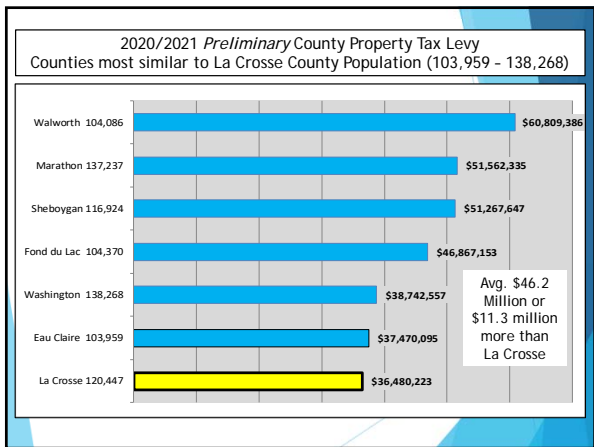 2020/2021 Preliminary County Property Tax Levy
Counties most similar to La Crosse County Population (103,959 – 138,268)
Walworth 104,086
$60,809,386
Marathon 137,237
$51,562,335
Sheboygan 116,924
$51,267,647
Fond du Lac 104,370
$46,867,153
Washington 138,268
$38,742,557
Eau Claire 103,959
$37,470,095
La Crosse 120,447
$36,480,223
Avg. $46.2
Million or
$11.3 million
more than
La Crosse